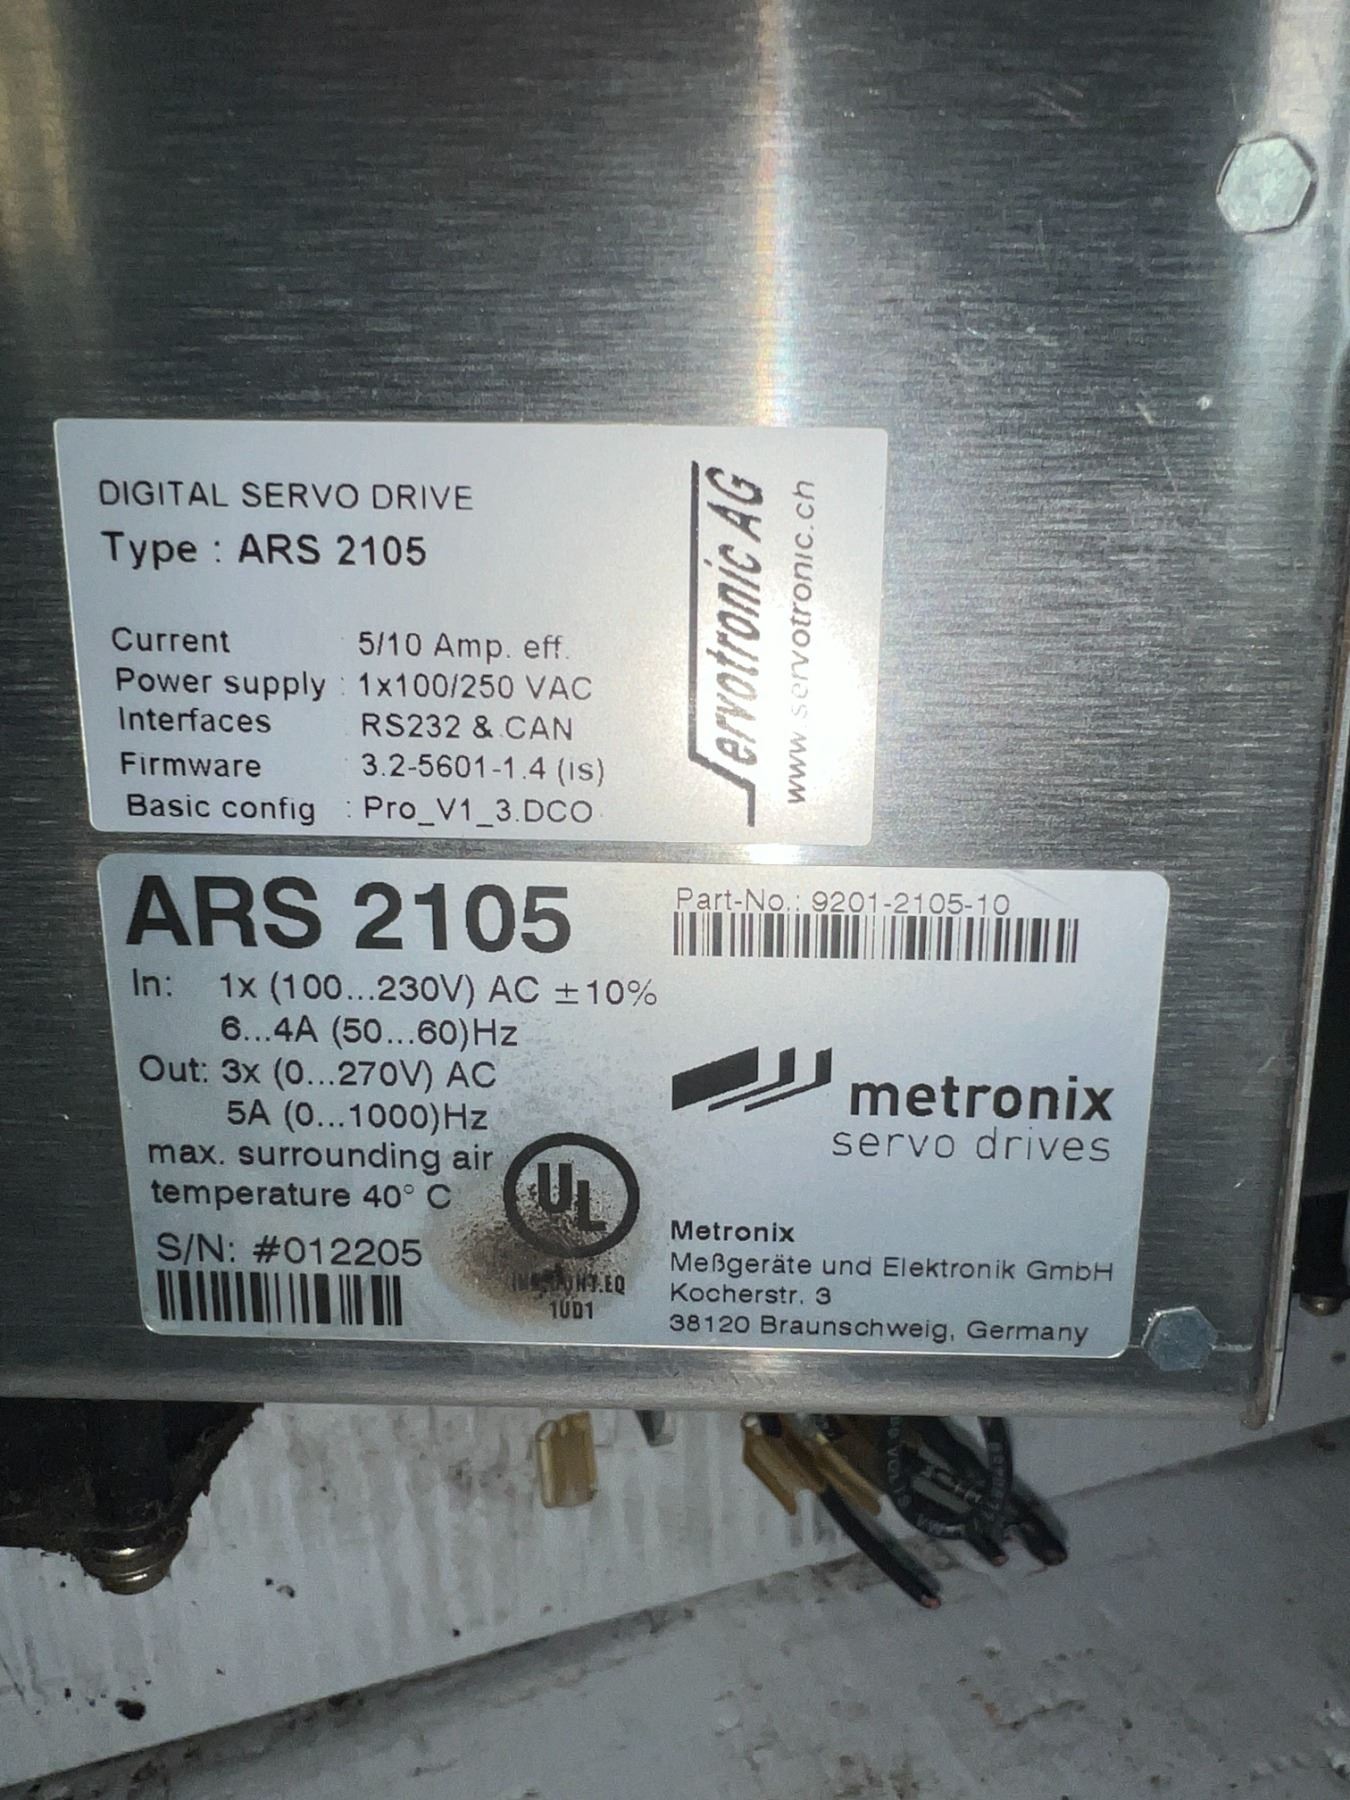 DIGITAL SERVO DRIVE
Type : ARS 2105
Current : 5/10 Amp. eff.
Power supply : 1x100/250 VAC
Interfaces RS232 & CAN
Firmware 3.2-5601-1.4 (is)
Basic config : Pro_V1_3.DCO
Servotronic AG
www.servotronic.ch
ARS 2105
Part-No.: 9201-2105-10
In: 1x (100...230V) AC ±10%
6...4A (50...60)Hz
Out: 3x (0...270V) AC
5A (0...1000)Hz
max. surrounding air
temperature 40° C
S/N: #012205
UL
1UD1
metronix
servo drives
Metronix
Meßgeräte und Elektronik GmbH
Kocherstr. 3
38120 Braunschweig, Germany